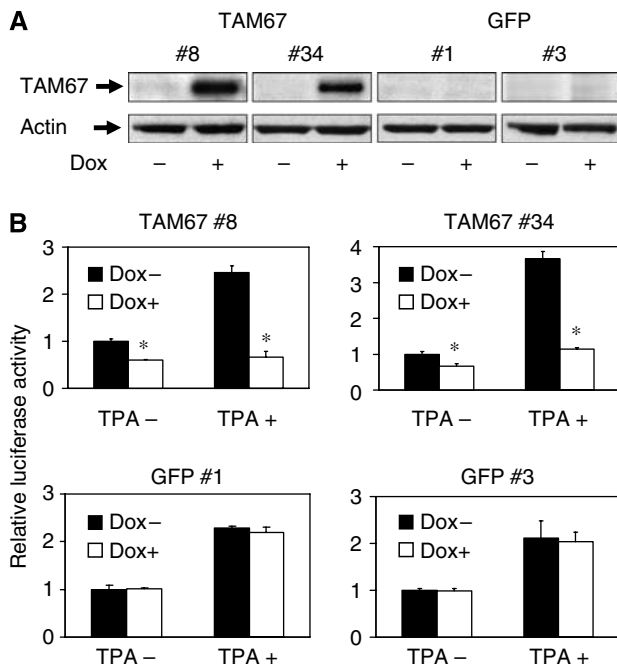 A
TAM67 GFP
#8 #34 #1 #3
TAM67
Actin
Dox − + − + − + − +
B
Relative luciferase activity
TAM67 #8
3
2
1
0
Dox−
Dox+
* *
TPA − TPA +
TAM67 #34
4
3
2
1
0
Dox−
Dox+
* *
TPA − TPA +
GFP #1
3
2
1
0
Dox−
Dox+
TPA − TPA +
GFP #3
3
2
1
0
Dox−
Dox+
TPA − TPA +